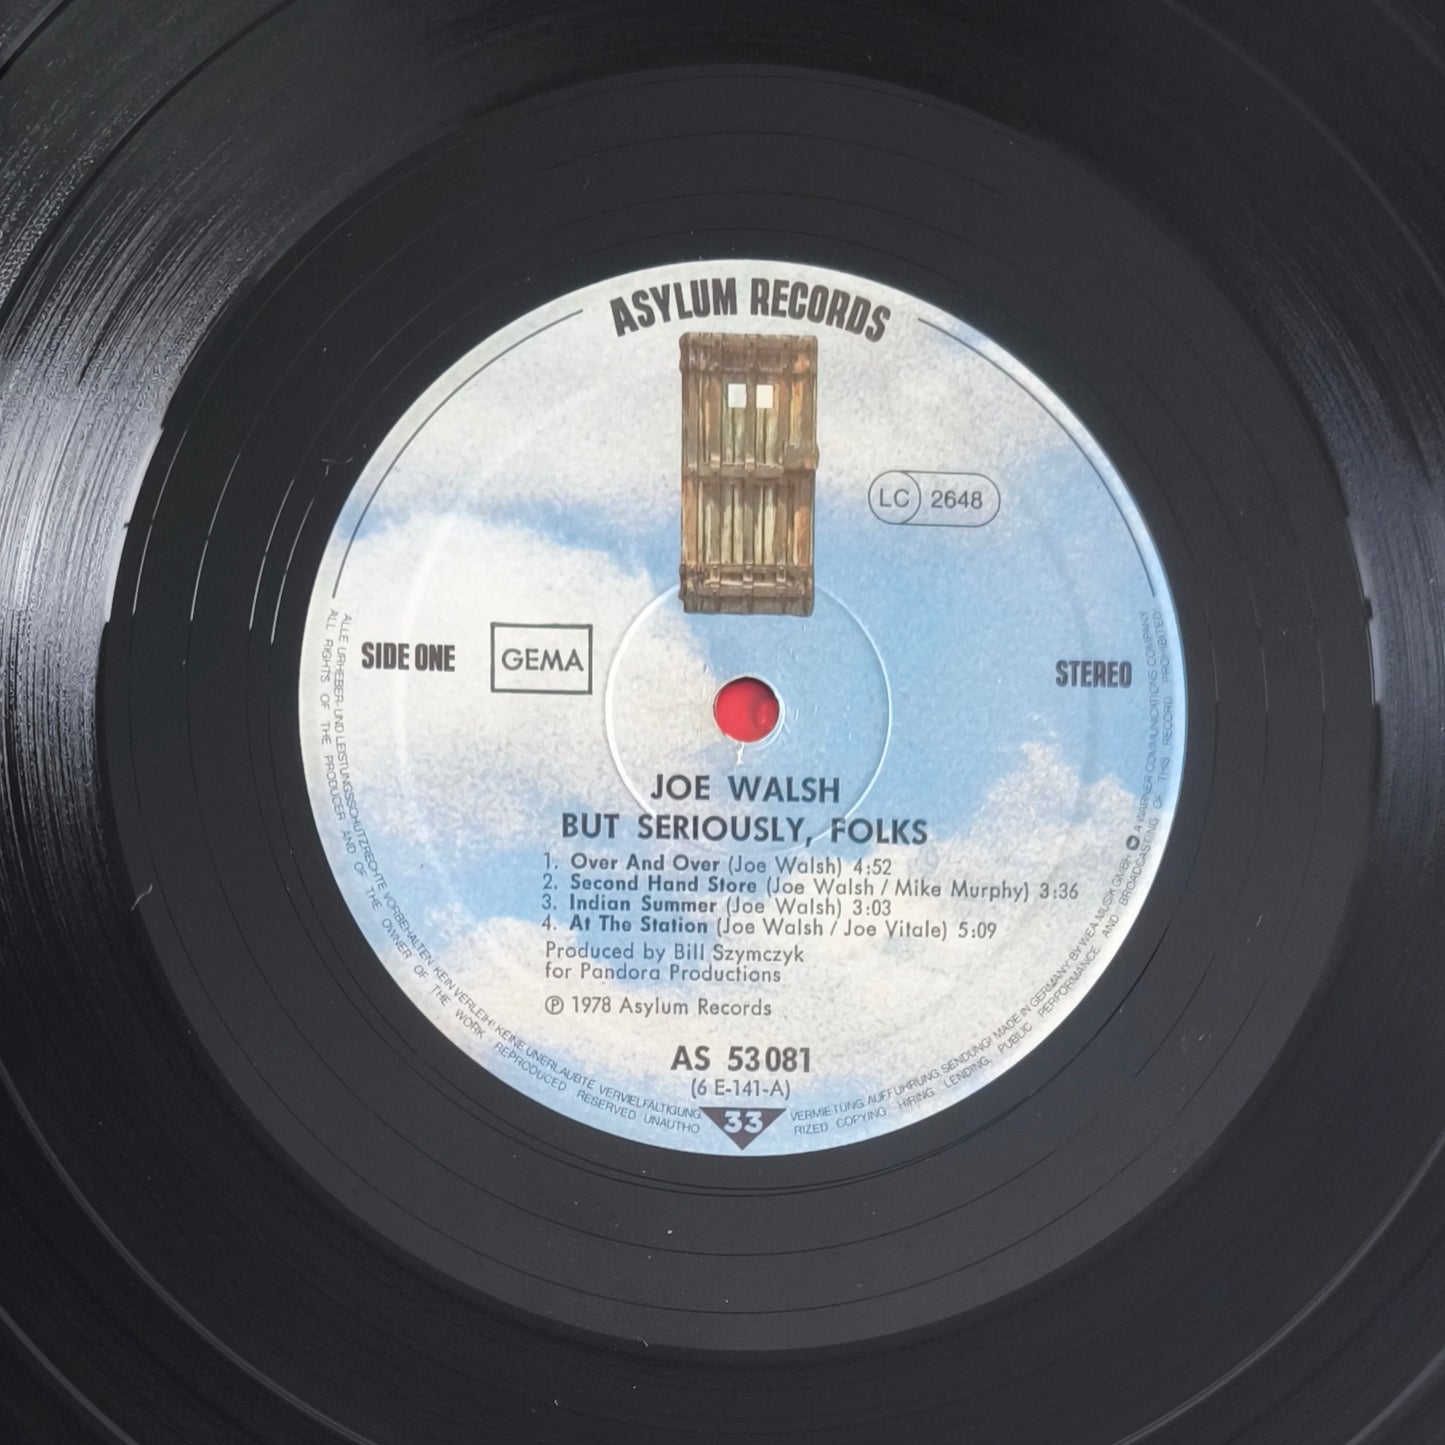 ASYLUM RECORDS
LC 2648
SIDE ONE
GEMA
STEREO
JOE WALSH
BUT SERIOUSLY, FOLKS
1. Over And Over (Joe Walsh) 4:52
2. Second Hand Store (Joe Walsh / Mike Murphy) 3:36
3. Indian Summer (Joe Walsh) 3:03
4. At The Station (Joe Walsh / Joe Vitale) 5:09
Produced by Bill Szymczyk
for Pandora Productions
℗ 1978 Asylum Records
AS 53081
(6 E-141-A)
33
ALLE URHEBER- UND LEISTUNGSSCHUTZRECHTE VORBEHALTEN KEIN VERLEIH! KEINE UNERLAUBTE VERVIELFÄLTIGUNG VERMIETUNG AUFFÜHRUNG SENDUNG! MADE IN GERMANY BY WEA MUSIK GMBH A WARNER COMMUNICATIONS COMPANY
ALL RIGHTS OF THE PRODUCER AND OF THE OWNER OF THE WORK REPRODUCED RESERVED UNAUTHORIZED COPYING HIRING, LENDING, PUBLIC PERFORMANCE AND BROADCASTING OF THIS RECORD PROHIBITED!